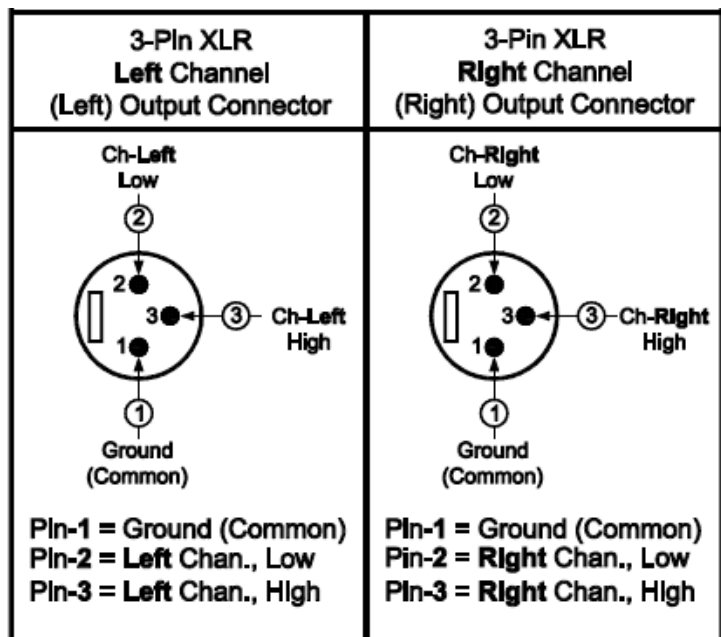 3-Pin XLR
Left Channel
(Left) Output Connector
Ch-Left
Low
2
2
3
3
Ch-Left
High
1
1
Ground
(Common)
Pin-1 = Ground (Common)
Pin-2 = Left Chan., Low
Pin-3 = Left Chan., High
3-Pin XLR
Right Channel
(Right) Output Connector
Ch-Right
Low
2
2
3
3
Ch-Right
High
1
1
Ground
(Common)
Pin-1 = Ground (Common)
Pin-2 = Right Chan., Low
Pin-3 = Right Chan., High